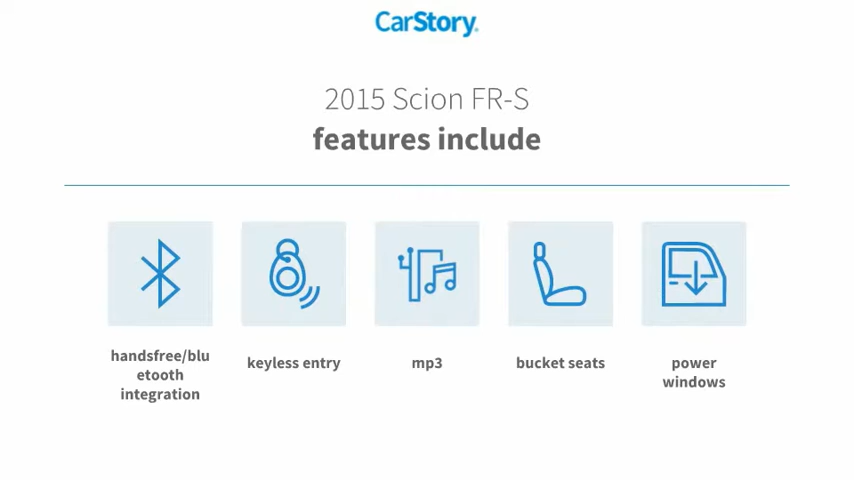 CarStory
2015 Scion FR-S
features include
handsfree/blu
etooth
integration
keyless entry
mp3
bucket seats
power
windows